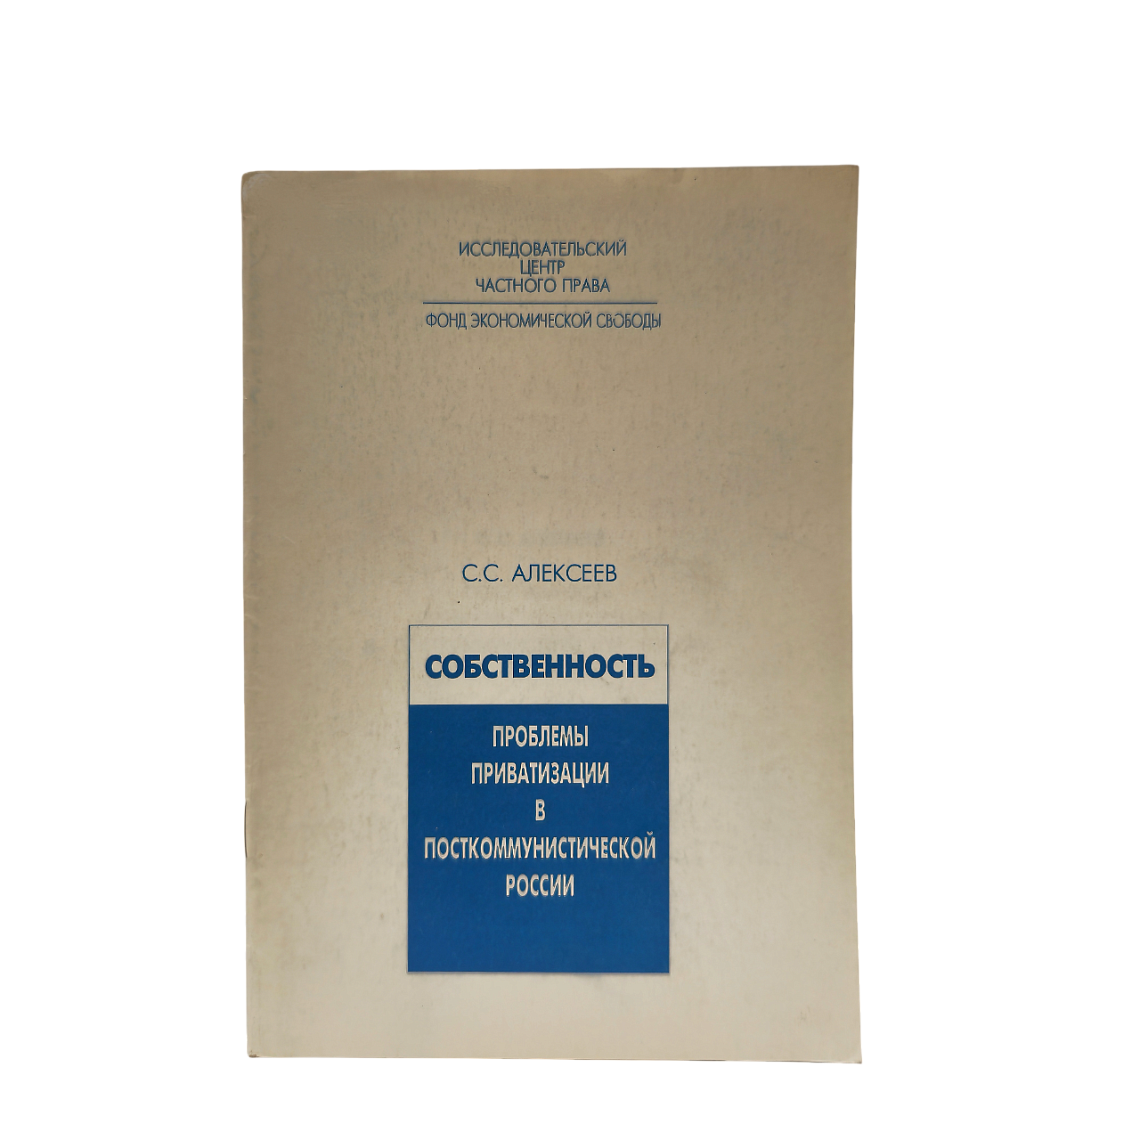 ИССЛЕДОВАТЕЛЬСКИЙ
ЦЕНТР
ЧАСТНОГО ПРАВА
ФОНД ЭКОНОМИЧЕСКОЙ СВОБОДЫ
С.С. АЛЕКСЕЕВ
СОБСТВЕННОСТЬ
ПРОБЛЕМЫ
ПРИВАТИЗАЦИИ
В
ПОСТКОММУНИСТИЧЕСКОЙ
РОССИИ